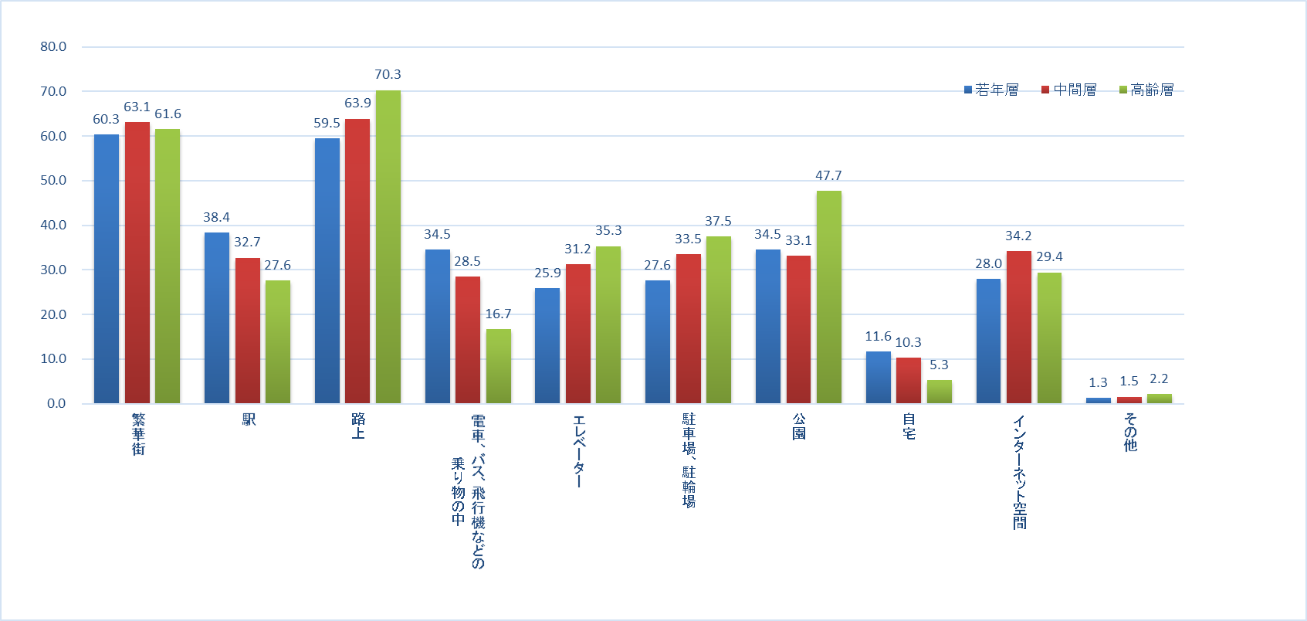 80.0
70.0
60.0
50.0
40.0
30.0
20.0
10.0
0.0
若年層 中間層 高齢層
60.3 63.1 61.6
38.4 32.7 27.6
59.5 63.9 70.3
34.5 28.5 16.7
25.9 31.2 35.3
27.6 33.5 37.5
34.5 33.1 47.7
11.6 10.3 5.3
28.0 34.2 29.4
1.3 1.5 2.2
繁華街
駅
路上
電車、バス、飛行機などの
乗り物の中
エレベーター
駐車場、駐輪場
公園
自宅
インターネット空間
その他